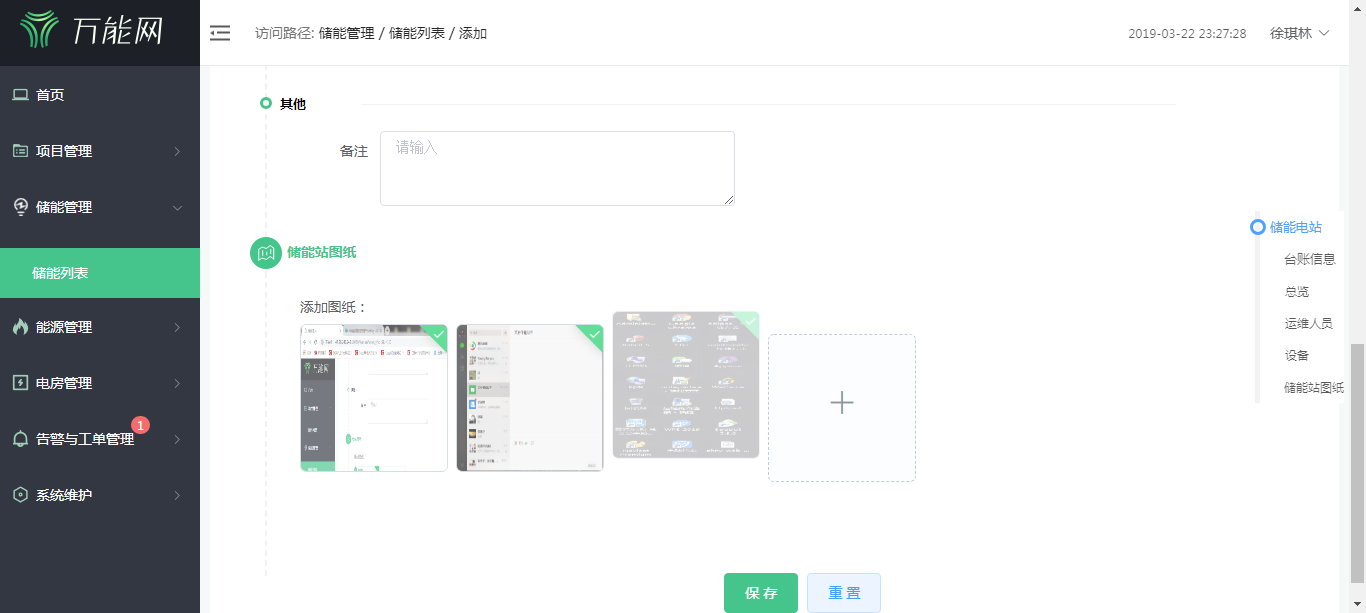 万能网
访问路径: 储能管理 / 储能列表 / 添加
2019-03-22 23:27:28
徐琪林
首页
项目管理
储能管理
储能列表
能源管理
电房管理
告警与工单管理
1
系统维护
其他
备注
请输入
储能站图纸
添加图纸：
保存
重置
储能电站
台账信息
总览
运维人员
设备
储能站图纸